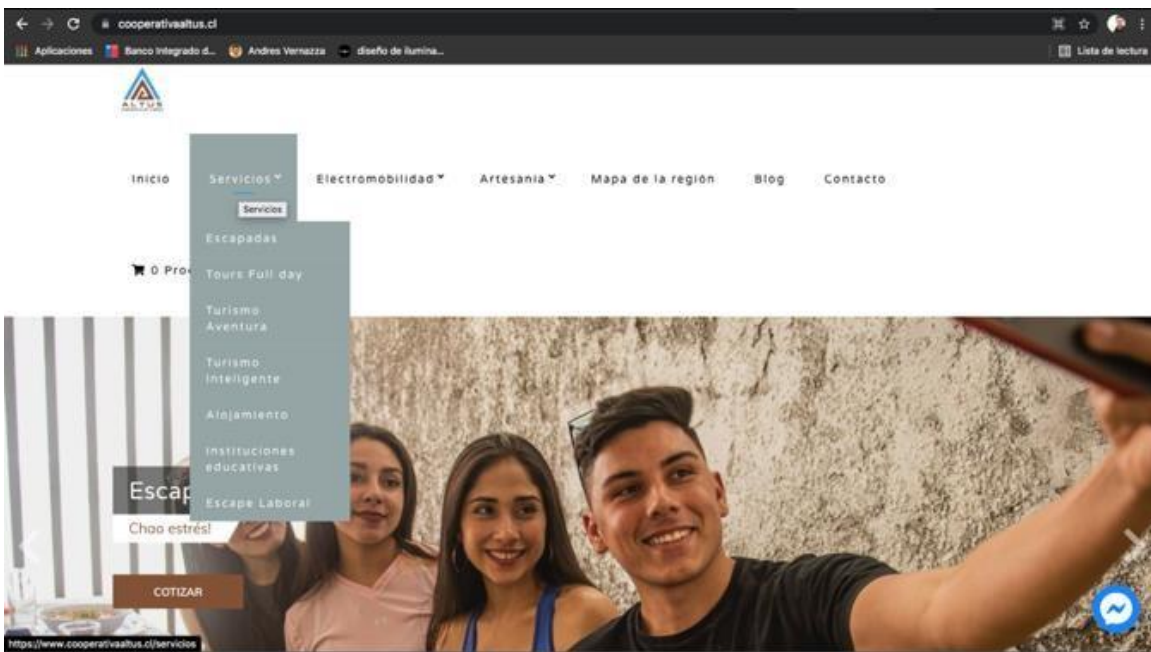 cooperativaaltus.cl
Aplicaciones Banco Integrado d... Andres Vernazza diseño de ilumina... Lista de lectura
ALTUS
Inicio Servicios Electromobilidad Artesania Mapa de la región Blog Contacto
Servicios
Escapadas
0 Pro
Tours Full day
Turismo
Aventura
Turismo
Inteligente
Alojamiento
Instituciones
educativas
Escape Laboral
Escap
Chao estrés!
COTIZAR
https://www.cooperativaaltus.cl/servicios